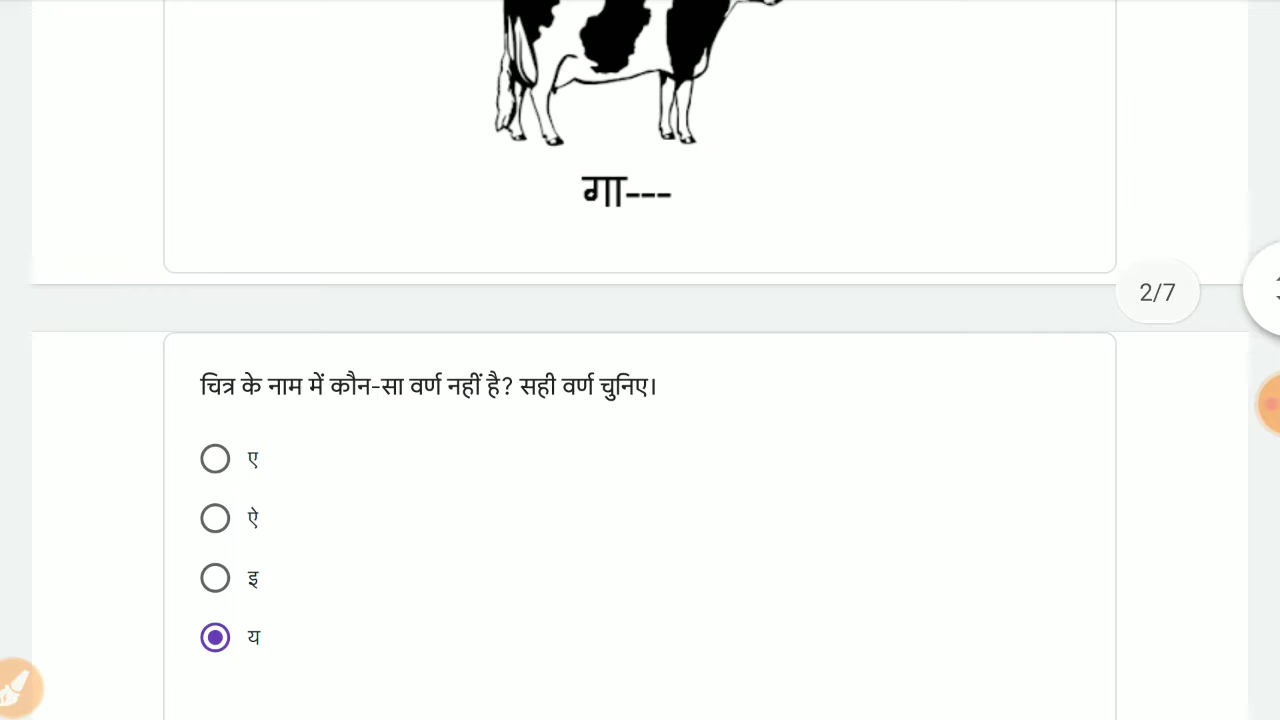 गा---
2/7
चित्र के नाम में कौन-सा वर्ण नहीं है? सही वर्ण चुनिए।
ए
ऐ
इ
य